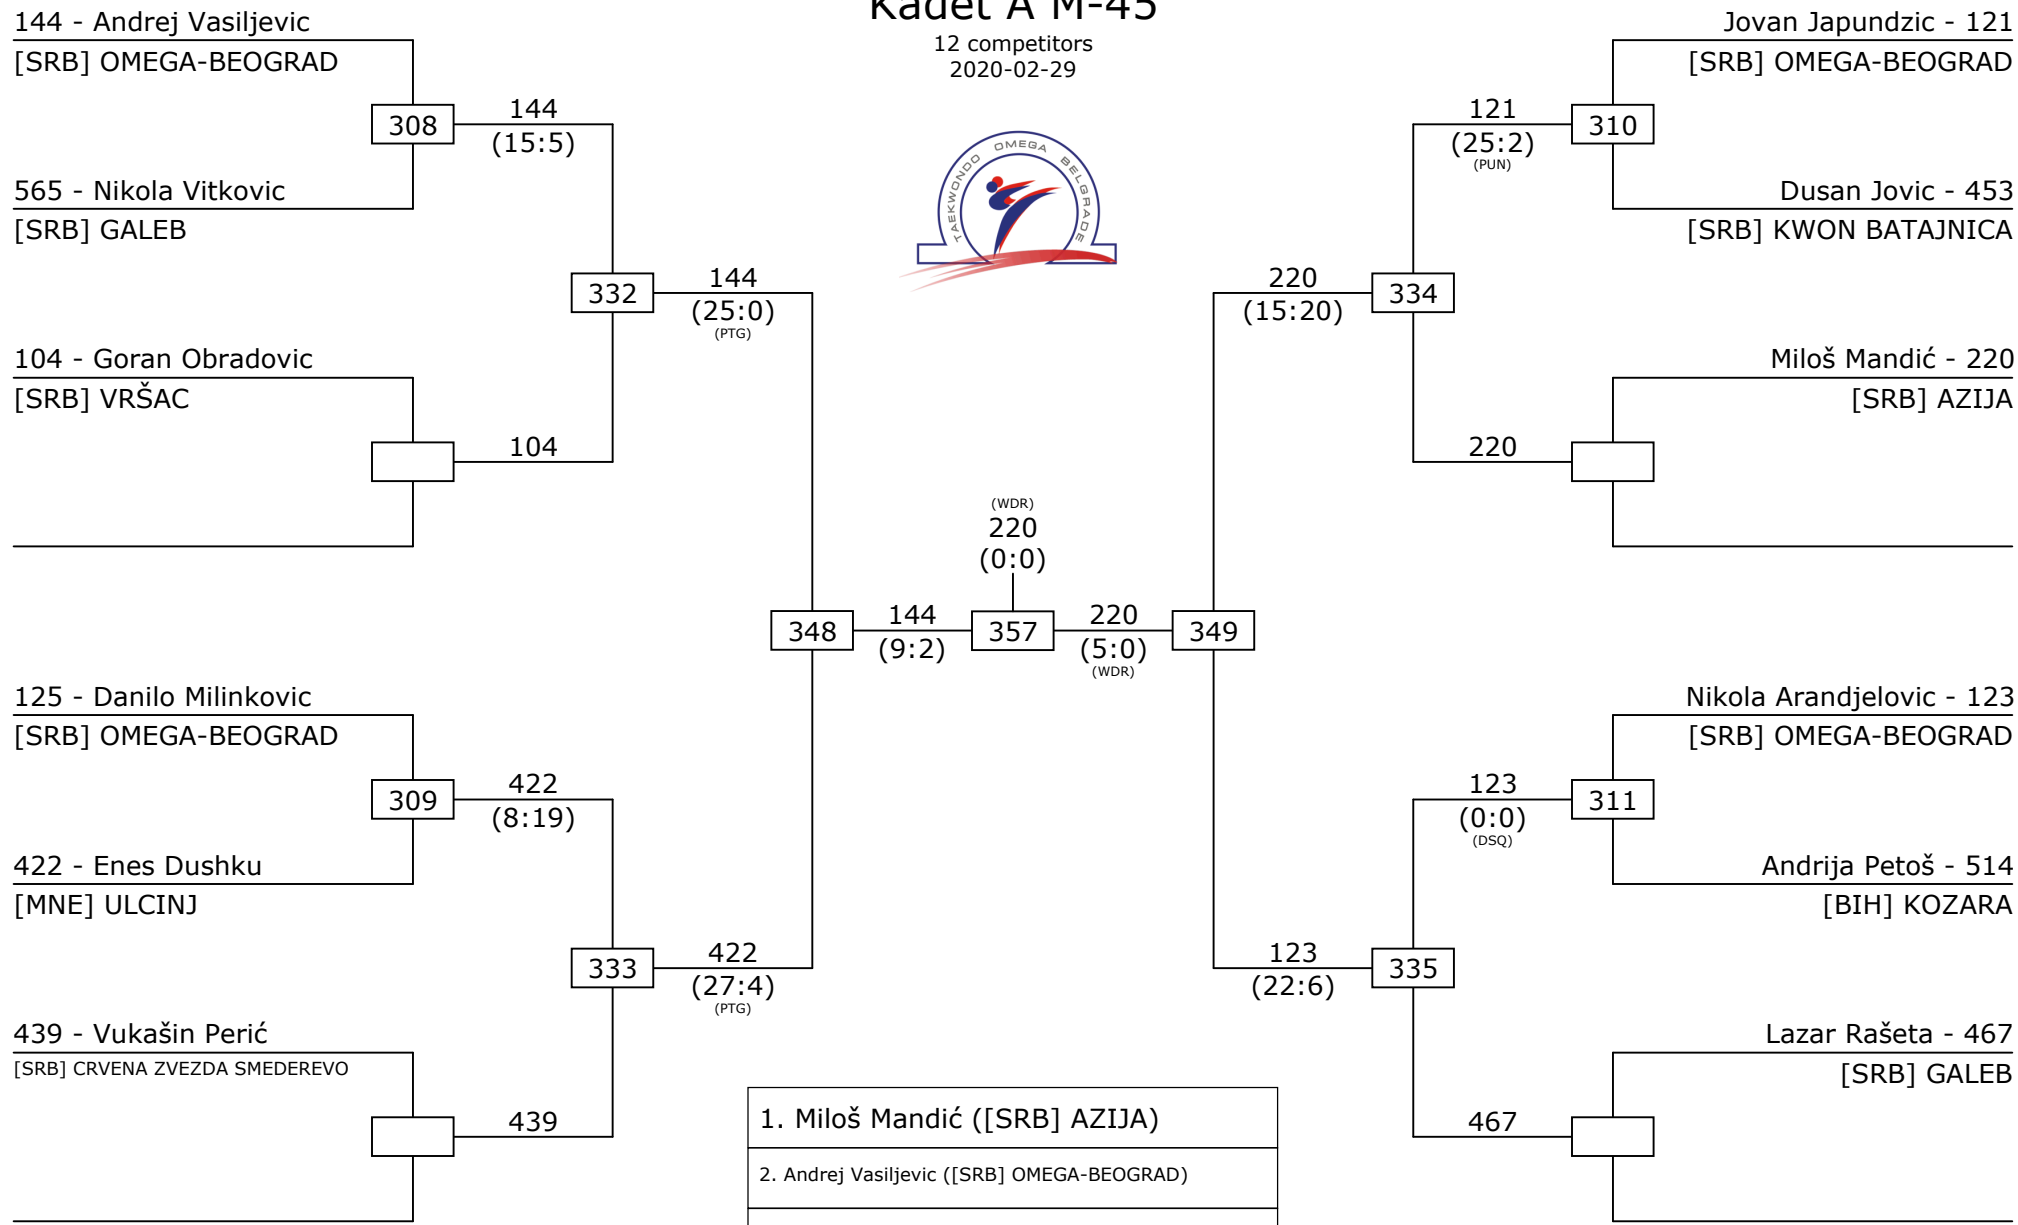 Kadet A M-45
12 competitors
2020-02-29
TAEKWONDO OMEGA BELGRADE
144 - Andrej Vasiljevic
[SRB] OMEGA-BEOGRAD
308
144
(15:5)
565 - Nikola Vitkovic
[SRB] GALEB
332
144
(25:0)
(PTG)
104 - Goran Obradovic
[SRB] VRŠAC
104
348
144
(9:2)
125 - Danilo Milinkovic
[SRB] OMEGA-BEOGRAD
309
422
(8:19)
422 - Enes Dushku
[MNE] ULCINJ
333
422
(27:4)
(PTG)
439 - Vukašin Perić
[SRB] CRVENA ZVEZDA SMEDEREVO
439
(WDR)
220
(0:0)
357
Jovan Japundzic - 121
[SRB] OMEGA-BEOGRAD
121
(25:2)
(PUN)
310
Dusan Jovic - 453
[SRB] KWON BATAJNICA
220
(15:20)
334
Miloš Mandić - 220
[SRB] AZIJA
220
220
(5:0)
(WDR)
349
Nikola Arandjelovic - 123
[SRB] OMEGA-BEOGRAD
123
(0:0)
(DSQ)
311
Andrija Petoš - 514
[BIH] KOZARA
123
(22:6)
335
Lazar Rašeta - 467
[SRB] GALEB
467
1. Miloš Mandić ([SRB] AZIJA)
2. Andrej Vasiljevic ([SRB] OMEGA-BEOGRAD)